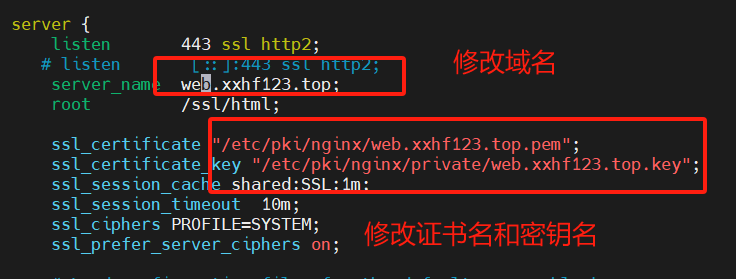 server {
listen 443 ssl http2;
# listen [::]:443 ssl http2;
server_name web.xxhf123.top;
修改域名
root /ssl/html;
ssl_certificate "/etc/pki/nginx/web.xxhf123.top.pem";
ssl_certificate_key "/etc/pki/nginx/private/web.xxhf123.top.key";
ssl_session_cache shared:SSL:1m;
ssl_session_timeout 10m;
ssl_ciphers PROFILE=SYSTEM;
修改证书名和密钥名
ssl_prefer_server_ciphers on;